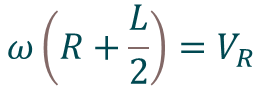 ω(R + L/2) = V_R